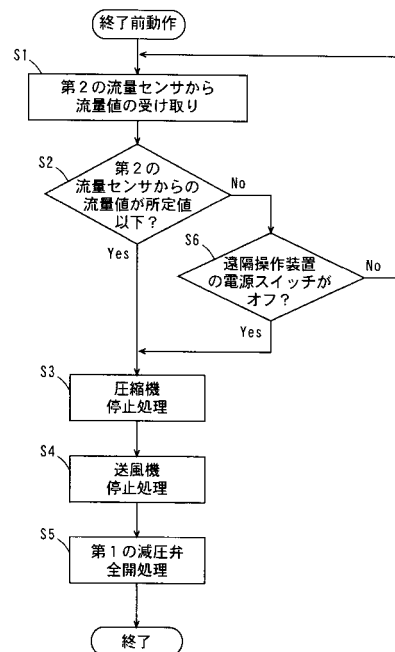 終了前動作
S1
第2の流量センサから
流量値の受け取り
S2
第2の
流量センサからの
流量値が所定値
以下?
No
Yes
S6
遠隔操作装置
の電源スイッチが
オフ?
No
Yes
S3
圧縮機
停止処理
S4
送風機
停止処理
S5
第1の減圧弁
全開処理
終了